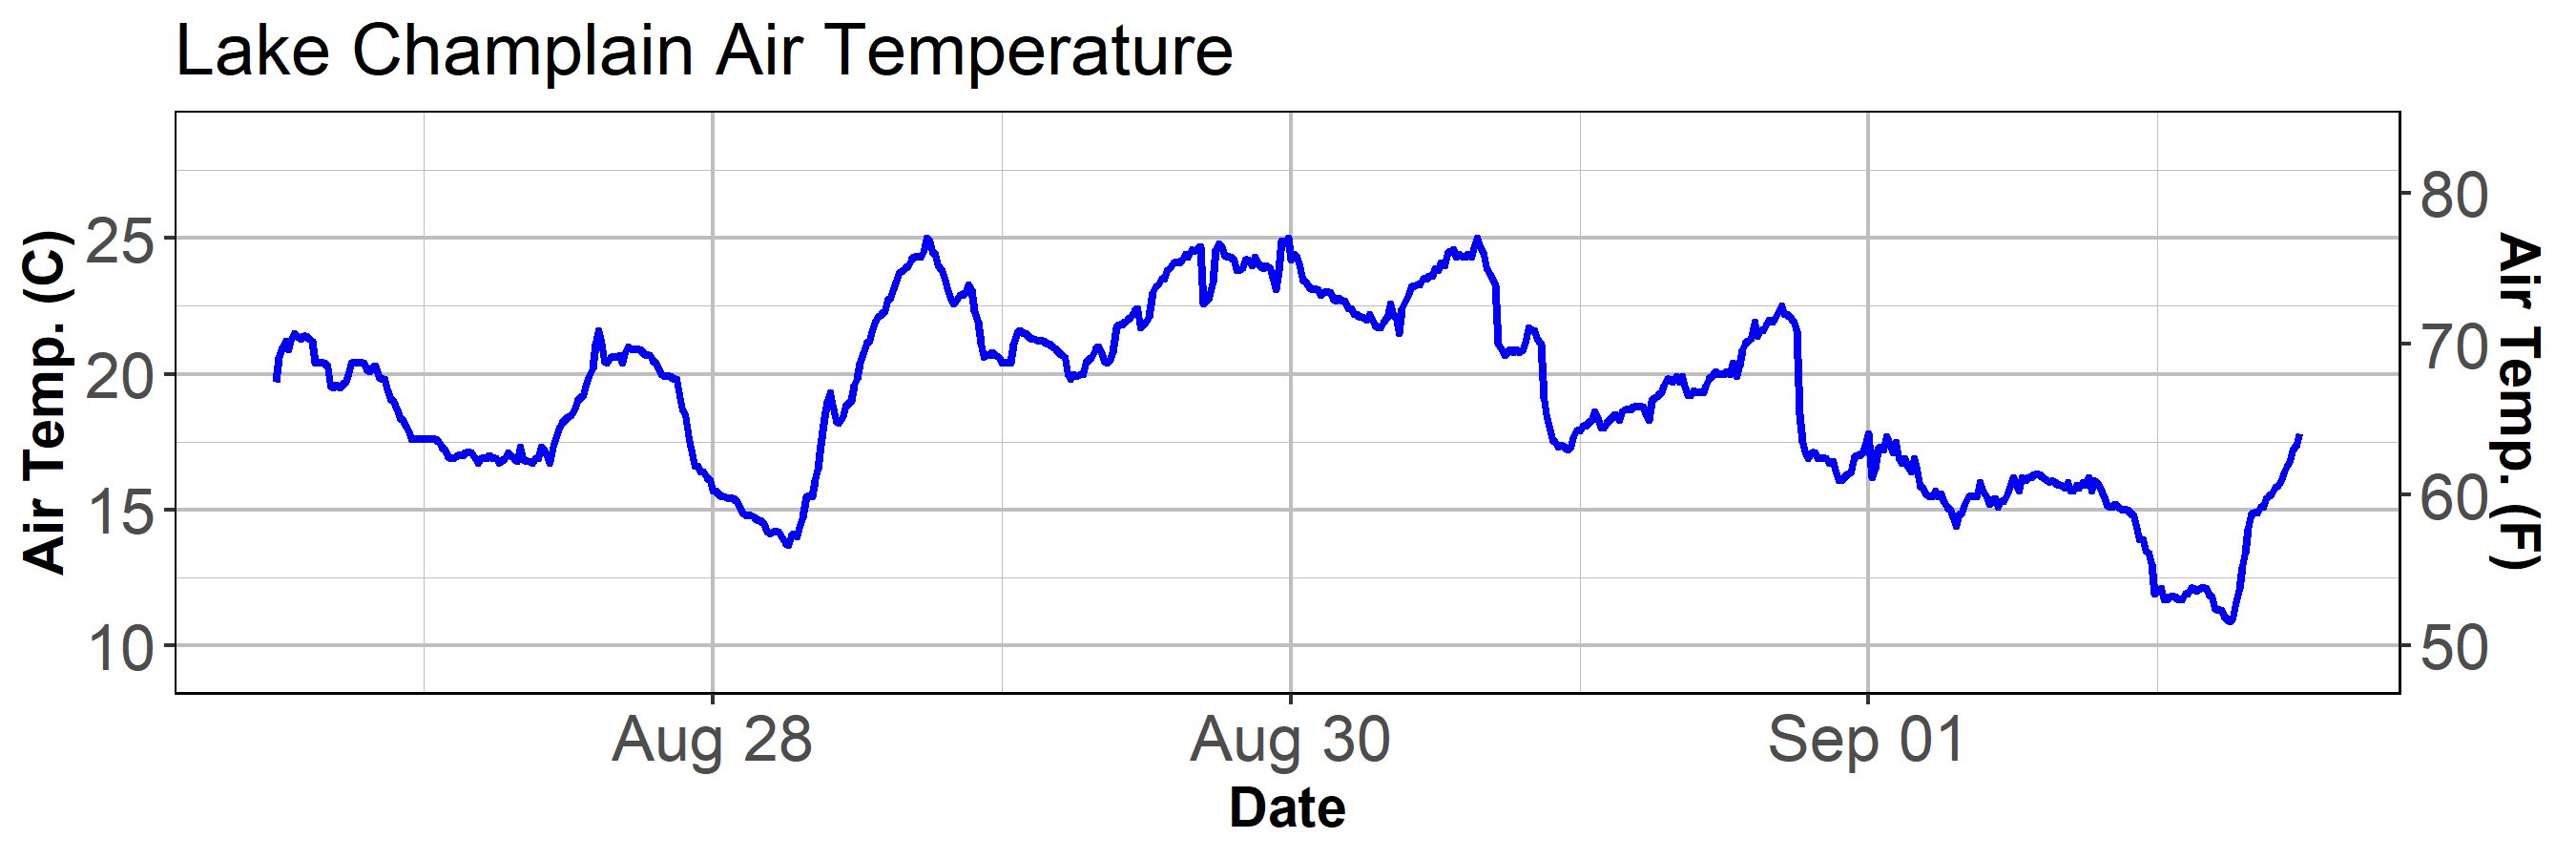 Lake Champlain Air Temperature
Air Temp. (C)
25
20
15
10
80
70
60
50
Air Temp. (F)
Aug 28
Aug 30
Sep 01
Date